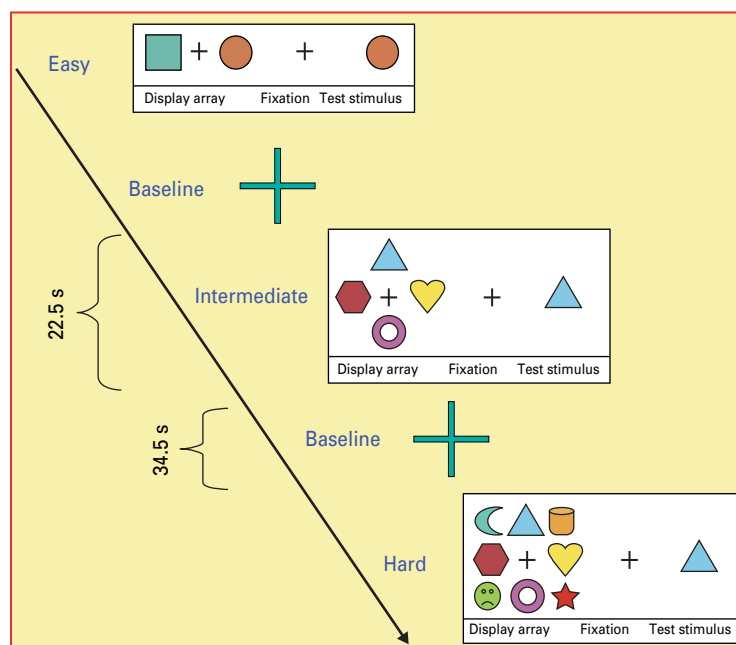 Easy
Display array Fixation Test stimulus
Baseline
22.5 s
Intermediate
Display array Fixation Test stimulus
34.5 s
Baseline
Hard
Display array Fixation Test stimulus